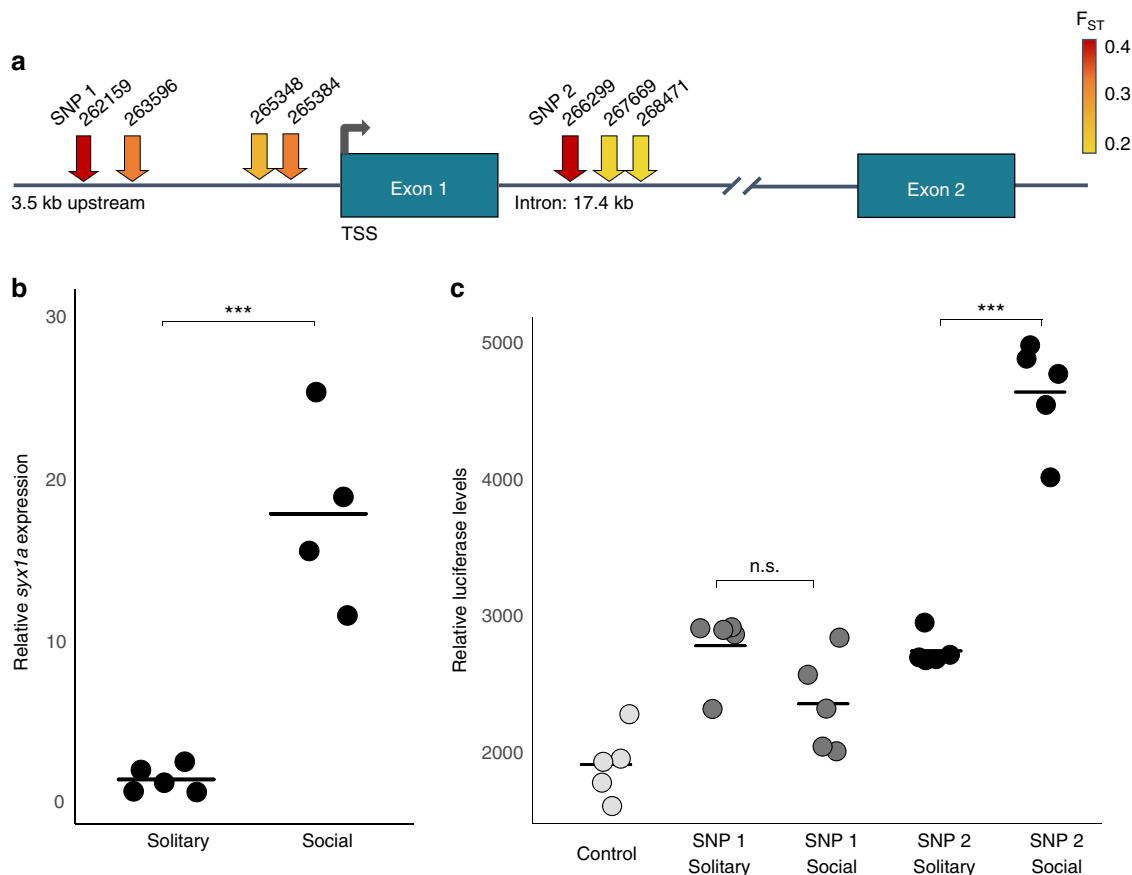 F_ST
0.4
0.3
0.2
a
SNP 1
262159
263596
265348
265384
SNP 2
266299
267669
268471
Exon 1
Exon 2
3.5 kb upstream
Intron: 17.4 kb
TSS
b
***
30
20
10
0
Relative syx1a expression
Solitary
Social
c
***
n.s.
5000
4000
3000
2000
Relative luciferase levels
Control
SNP 1
Solitary
SNP 1
Social
SNP 2
Solitary
SNP 2
Social